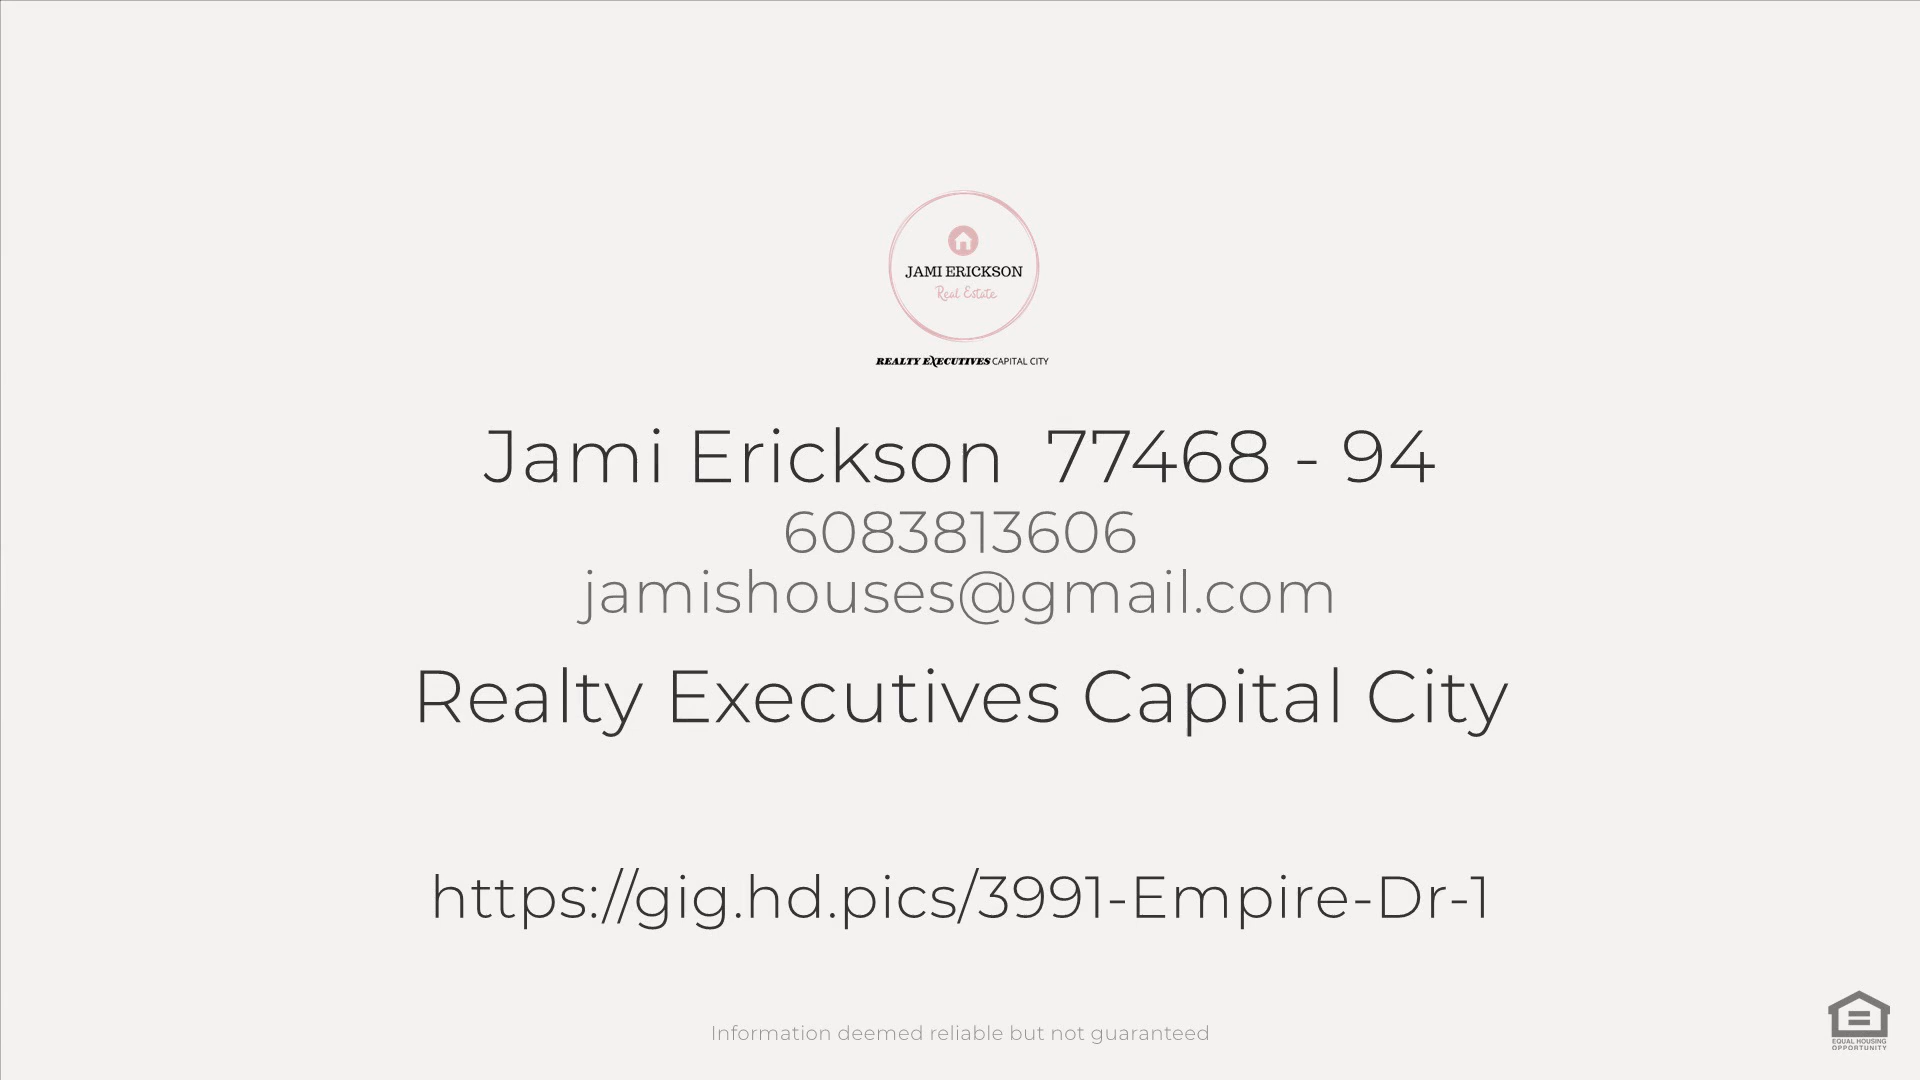 JAMI ERICKSON
Real Estate
REALTY EXECUTIVES CAPITAL CITY
Jami Erickson  77468 - 94
6083813606
jamishouses@gmail.com
Realty Executives Capital City
https://gig.hd.pics/3991-Empire-Dr-1
Information deemed reliable but not guaranteed
EQUAL HOUSING
OPPORTUNITY